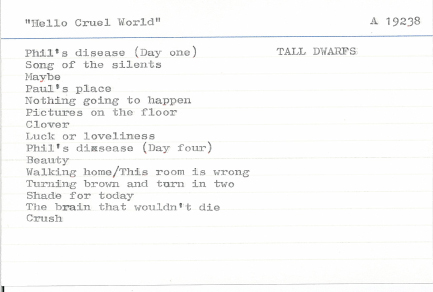 "Hello Cruel World" A 19238
Phil's disease (Day one) TALL DWARFS
Song of the silents
Maybe
Paul's place
Nothing going to happen
Pictures on the floor
Clover
Luck or loveliness
Phil's disease (Day four)
Beauty
Walking home/This room is wrong
Turning brown and torn in two
Shade for today
The brain that wouldn't die
Crush